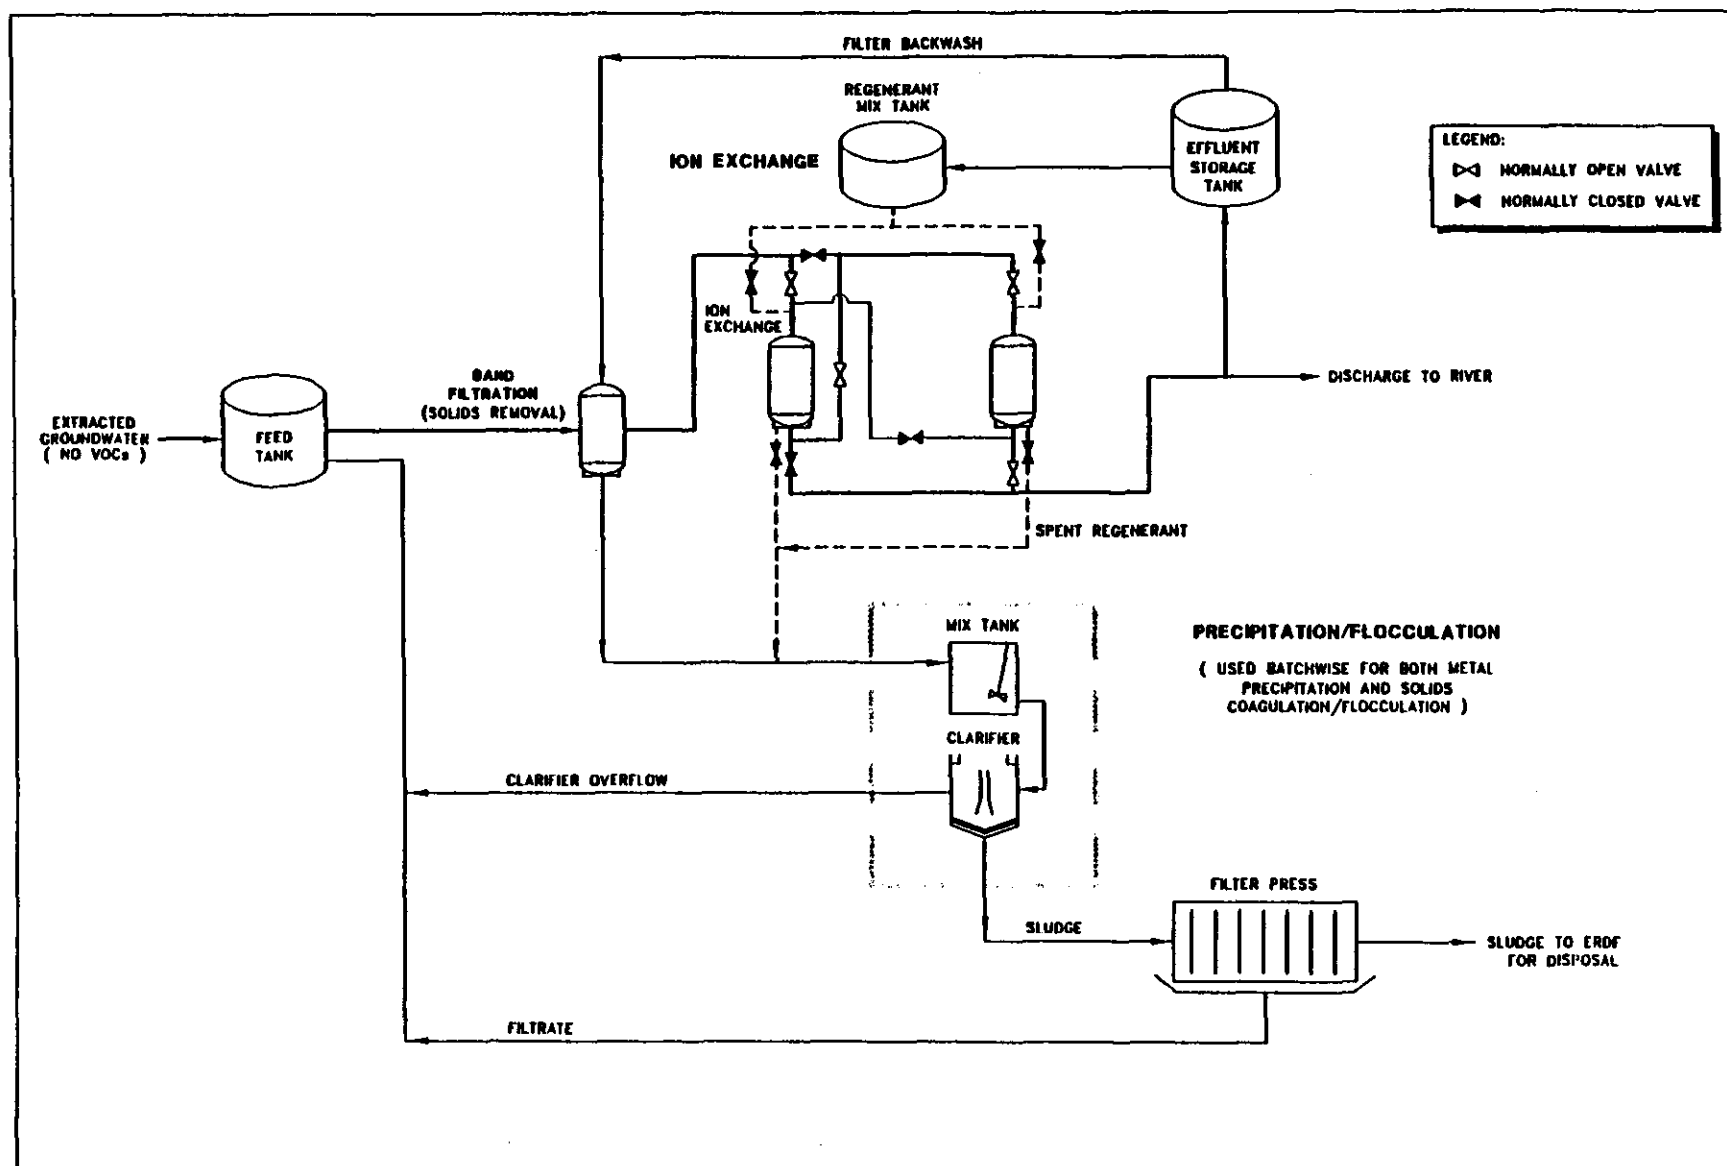 FILTER BACKWASH
REGENERANT
MIX TANK
ION EXCHANGE
EFFLUENT
STORAGE
TANK
LEGEND:
NORMALLY OPEN VALVE
NORMALLY CLOSED VALVE
ION
EXCHANGE
SAND
FILTRATION
(SOLIDS REMOVAL)
DISCHARGE TO RIVER
EXTRACTED
GROUNDWATER
( NO VOCs )
FEED
TANK
SPENT REGENERANT
MIX TANK
PRECIPITATION/FLOCCULATION
( USED BATCHWISE FOR BOTH METAL
PRECIPITATION AND SOLIDS
COAGULATION/FLOCCULATION )
CLARIFIER
CLARIFIER OVERFLOW
FILTER PRESS
SLUDGE
SLUDGE TO ERDF
FOR DISPOSAL
FILTRATE